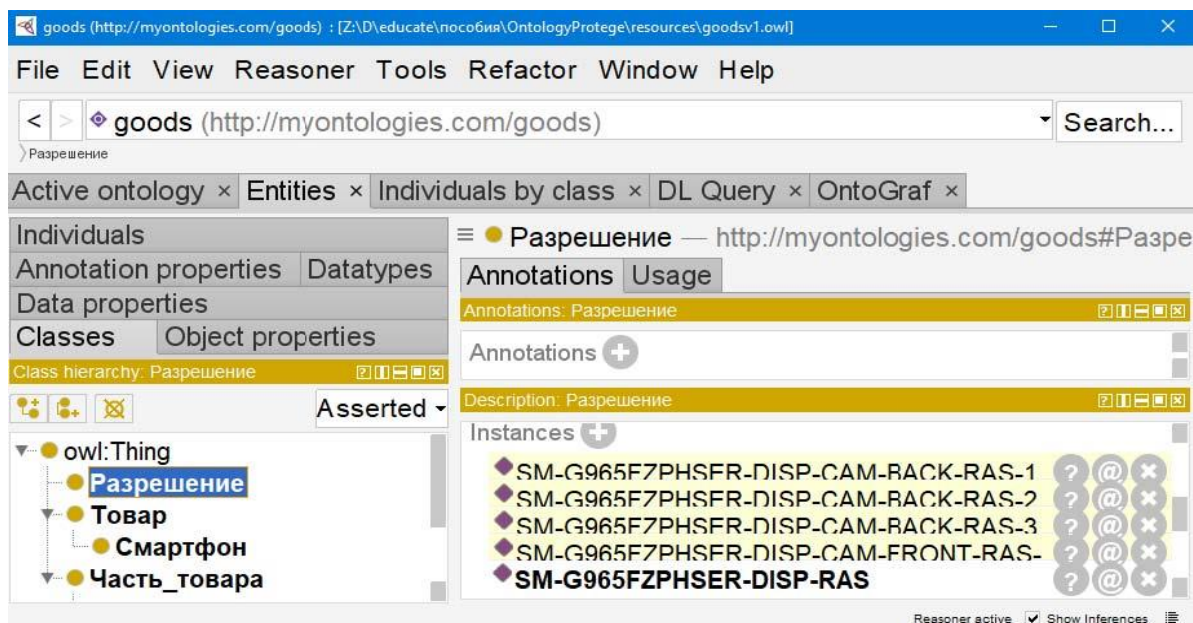 goods (http://myontologies.com/goods) : [Z:\D\educate\пособия\OntologyProtege\resources\goodsv1.owl]
File Edit View Reasoner Tools Refactor Window Help
< > goods (http://myontologies.com/goods) Search...
Разрешение
Active ontology × Entities × Individuals by class × DL Query × OntoGraf ×
Individuals
Annotation properties Datatypes
Data properties
Classes Object properties
Class hierarchy: Разрешение
Asserted
owl:Thing
Разрешение
Товар
Смартфон
Часть_товара
Разрешение — http://myontologies.com/goods#Разре
Annotations Usage
Annotations: Разрешение
Annotations
Description: Разрешение
Instances
SM-G965FZPHSER-DISP-CAM-BACK-RAS-1
SM-G965FZPHSER-DISP-CAM-BACK-RAS-2
SM-G965FZPHSER-DISP-CAM-BACK-RAS-3
SM-G965FZPHSER-DISP-CAM-FRONT-RAS-
SM-G965FZPHSER-DISP-RAS
Reasoner active Show Inferences